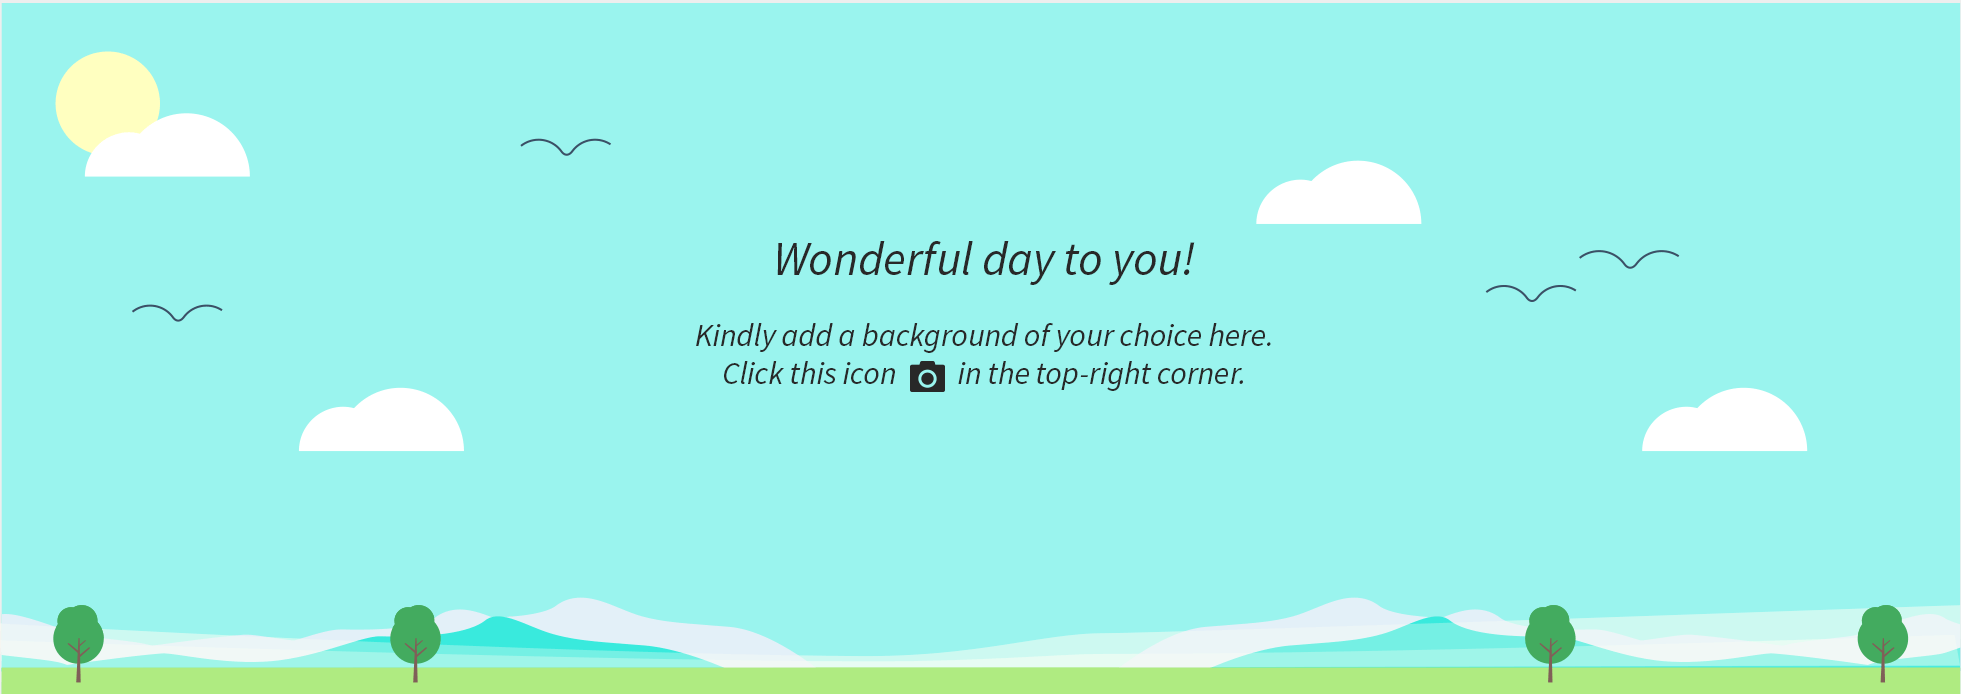 Wonderful day to you!
Kindly add a background of your choice here.
Click this icon in the top-right corner.